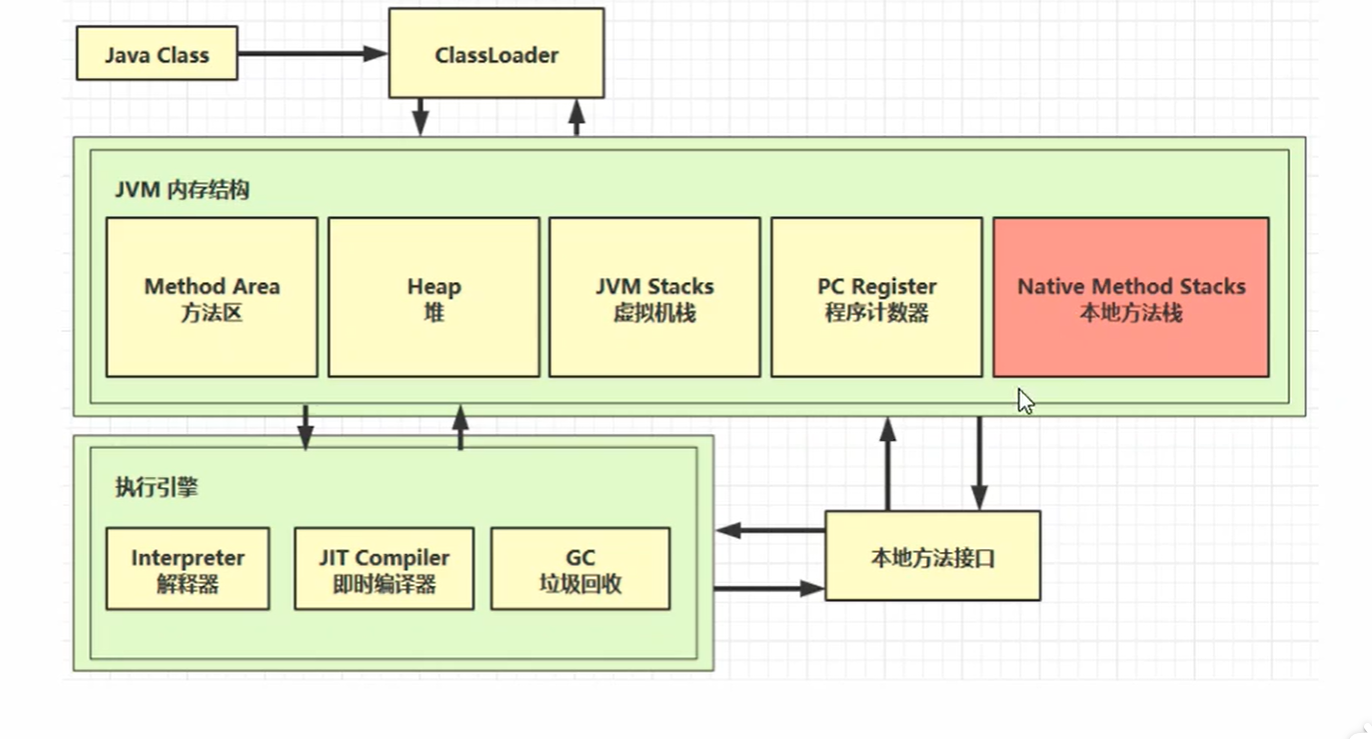 Java Class
ClassLoader
JVM 内存结构
Method Area
方法区
Heap
堆
JVM Stacks
虚拟机栈
PC Register
程序计数器
Native Method Stacks
本地方法栈
执行引擎
Interpreter
解释器
JIT Compiler
即时编译器
GC
垃圾回收
本地方法接口